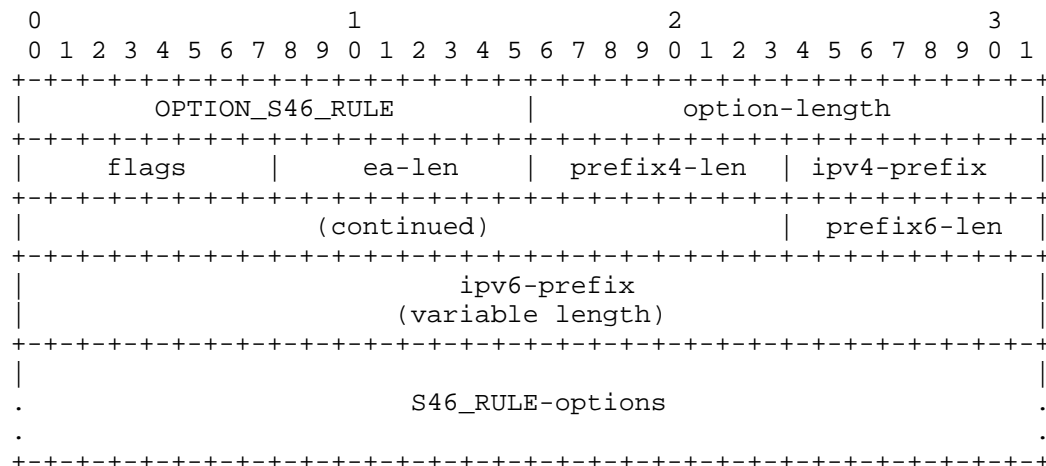 0                   1                   2                   3
 0 1 2 3 4 5 6 7 8 9 0 1 2 3 4 5 6 7 8 9 0 1 2 3 4 5 6 7 8 9 0 1
+-+-+-+-+-+-+-+-+-+-+-+-+-+-+-+-+-+-+-+-+-+-+-+-+-+-+-+-+-+-+-+-+
|        OPTION_S46_RULE        |         option-length         |
+-+-+-+-+-+-+-+-+-+-+-+-+-+-+-+-+-+-+-+-+-+-+-+-+-+-+-+-+-+-+-+-+
|     flags     |     ea-len    |  prefix4-len  | ipv4-prefix   |
+-+-+-+-+-+-+-+-+-+-+-+-+-+-+-+-+-+-+-+-+-+-+-+-+-+-+-+-+-+-+-+-+
|                  (continued)                  |  prefix6-len  |
+-+-+-+-+-+-+-+-+-+-+-+-+-+-+-+-+-+-+-+-+-+-+-+-+-+-+-+-+-+-+-+-+
|                           ipv6-prefix                         |
|                       (variable length)                       |
+-+-+-+-+-+-+-+-+-+-+-+-+-+-+-+-+-+-+-+-+-+-+-+-+-+-+-+-+-+-+-+-+
|                                                               |
.                        S46_RULE-options                       .
.                                                               .
+-+-+-+-+-+-+-+-+-+-+-+-+-+-+-+-+-+-+-+-+-+-+-+-+-+-+-+-+-+-+-+-+